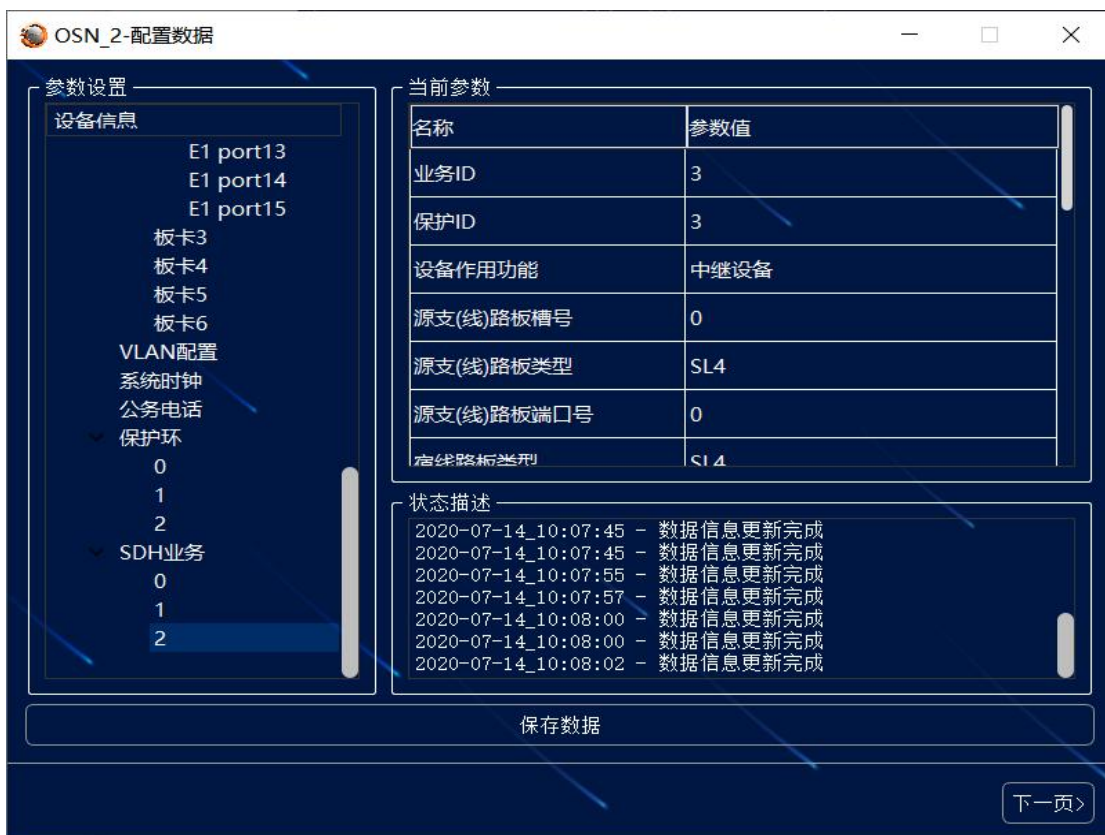 OSN_2-配置数据
参数设置
设备信息
E1 port13
E1 port14
E1 port15
板卡3
板卡4
板卡5
板卡6
VLAN配置
系统时钟
公务电话
保护环
0
1
2
SDH业务
0
1
2
当前参数
名称 参数值
业务ID 3
保护ID 3
设备作用功能 中继设备
源支(线)路板槽号 0
源支(线)路板类型 SL4
源支(线)路板端口号 0
宿线路板类型 SL4
状态描述
2020-07-14_10:07:45 - 数据信息更新完成
2020-07-14_10:07:45 - 数据信息更新完成
2020-07-14_10:07:55 - 数据信息更新完成
2020-07-14_10:07:57 - 数据信息更新完成
2020-07-14_10:08:00 - 数据信息更新完成
2020-07-14_10:08:00 - 数据信息更新完成
2020-07-14_10:08:02 - 数据信息更新完成
保存数据
下一页>